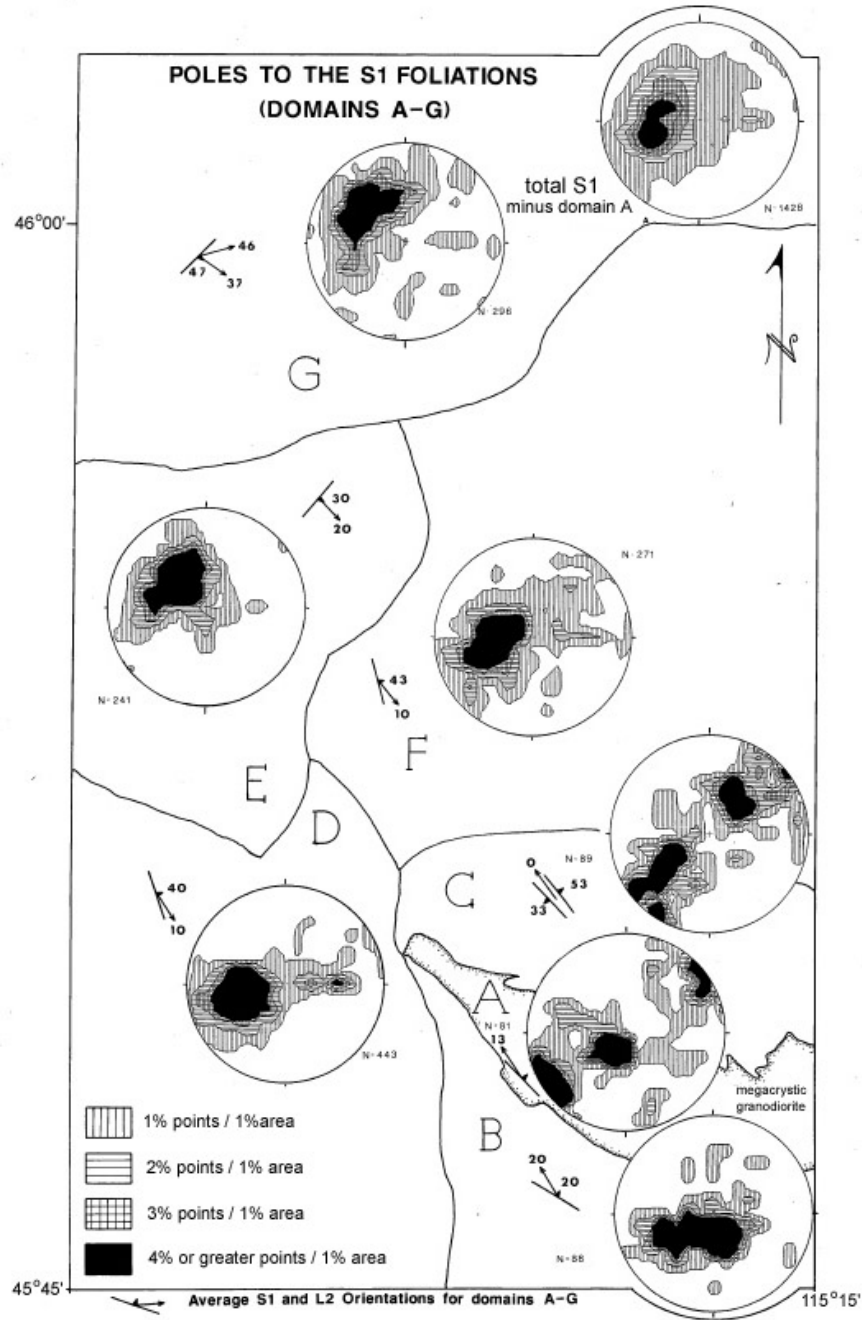 POLES TO THE S1 FOLIATIONS
(DOMAINS A-G)
total S1
minus domain A
N-1428
A
46°00'
46
47
37
N-296
G
N
30
20
N-271
N-241
43
10
F
E
D
C
N-89
0
53
33
40
10
A
N-81
13
N-443
megacrystic
granodiorite
B
20
20
N-88
1% points / 1%area
2% points / 1% area
3% points / 1% area
4% or greater points / 1% area
45°45'
Average S1 and L2 Orientations for domains A-G
115°15'